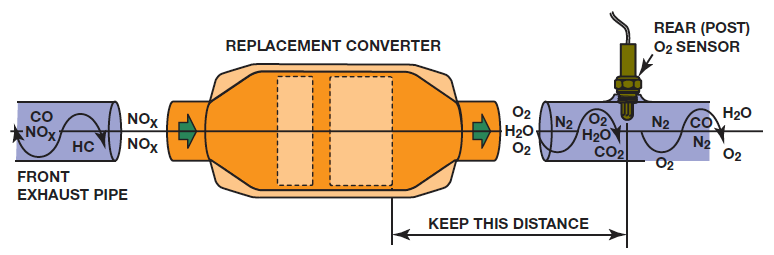 REPLACEMENT CONVERTER
REAR (POST)
O2 SENSOR
CO
NOX
HC
NOX
NOX
FRONT
EXHAUST PIPE
O2
H2O
O2
N2
O2
H2O
CO2
N2
O2
CO
N2
H2O
O2
KEEP THIS DISTANCE